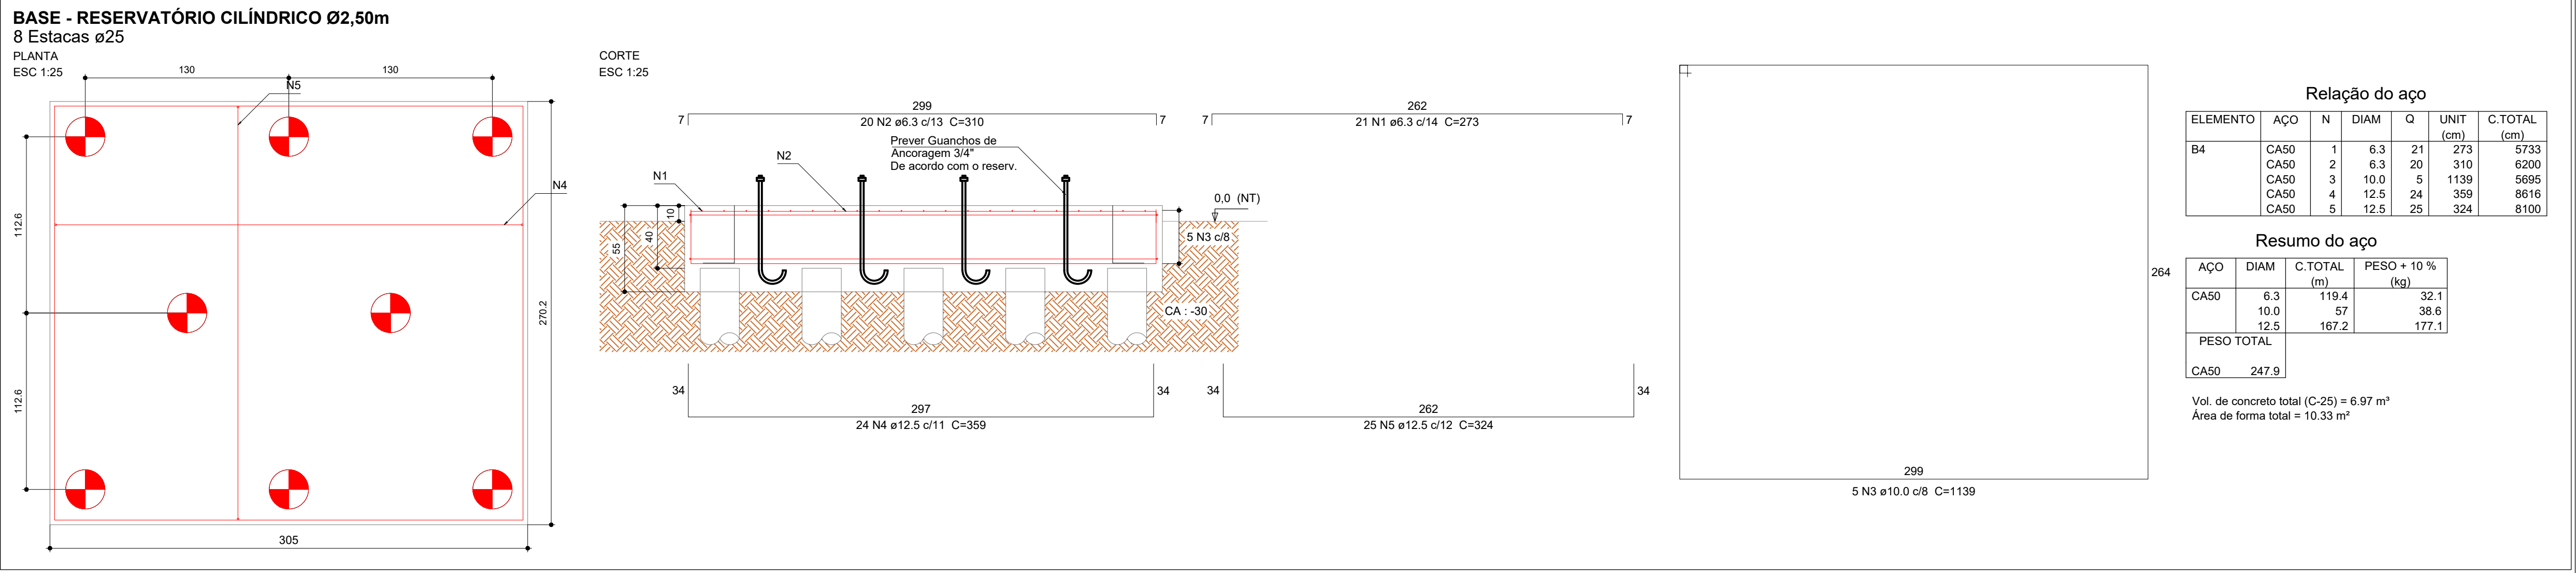 BASE - RESERVATÓRIO CILÍNDRICO Ø2,50m
8 Estacas ø25
PLANTA
ESC 1:25
130
130
N5
N4
112.6
112.6
270.2
305
CORTE
ESC 1:25
299
7
7
20 N2 ø6.3 c/13 C=310
262
7
7
21 N1 ø6.3 c/14 C=273
Prever Guanchos de
Ancoragem 3/4"
De acordo com o reserv.
N2
N1
0,0 (NT)
10
40
55
5 N3 c/8
CA : -30
34
34
297
24 N4 ø12.5 c/11 C=359
34
34
262
25 N5 ø12.5 c/12 C=324
264
299
5 N3 ø10.0 c/8 C=1139
Relação do aço
ELEMENTO AÇO N DIAM Q UNIT C.TOTAL
(cm) (cm)
B4 CA50 1 6.3 21 273 5733
CA50 2 6.3 20 310 6200
CA50 3 10.0 5 1139 5695
CA50 4 12.5 24 359 8616
CA50 5 12.5 25 324 8100
Resumo do aço
AÇO DIAM C.TOTAL PESO + 10 %
(m) (kg)
CA50 6.3 119.4 32.1
10.0 57 38.6
12.5 167.2 177.1
PESO TOTAL
CA50 247.9
Vol. de concreto total (C-25) = 6.97 m³
Área de forma total = 10.33 m²